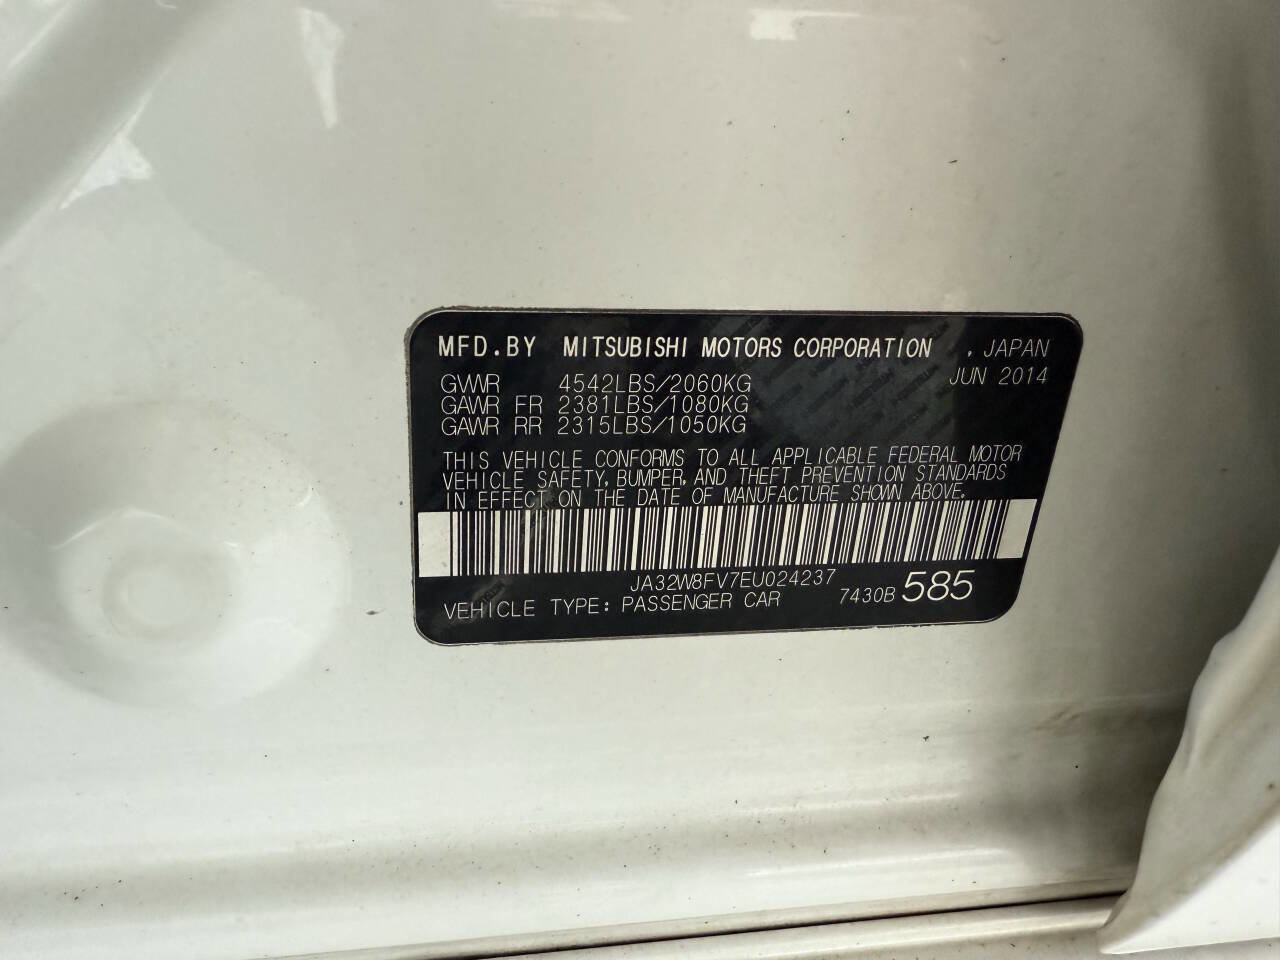 MFD.BY MITSUBISHI MOTORS CORPORATION , JAPAN
GVWR 4542LBS/2060KG JUN 2014
GAWR FR 2381LBS/1080KG
GAWR RR 2315LBS/1050KG
THIS VEHICLE CONFORMS TO ALL APPLICABLE FEDERAL MOTOR
VEHICLE SAFETY, BUMPER, AND THEFT PREVENTION STANDARDS
IN EFFECT ON THE DATE OF MANUFACTURE SHOWN ABOVE.
JA32W8FV7EU024237
VEHICLE TYPE: PASSENGER CAR 7430B 585